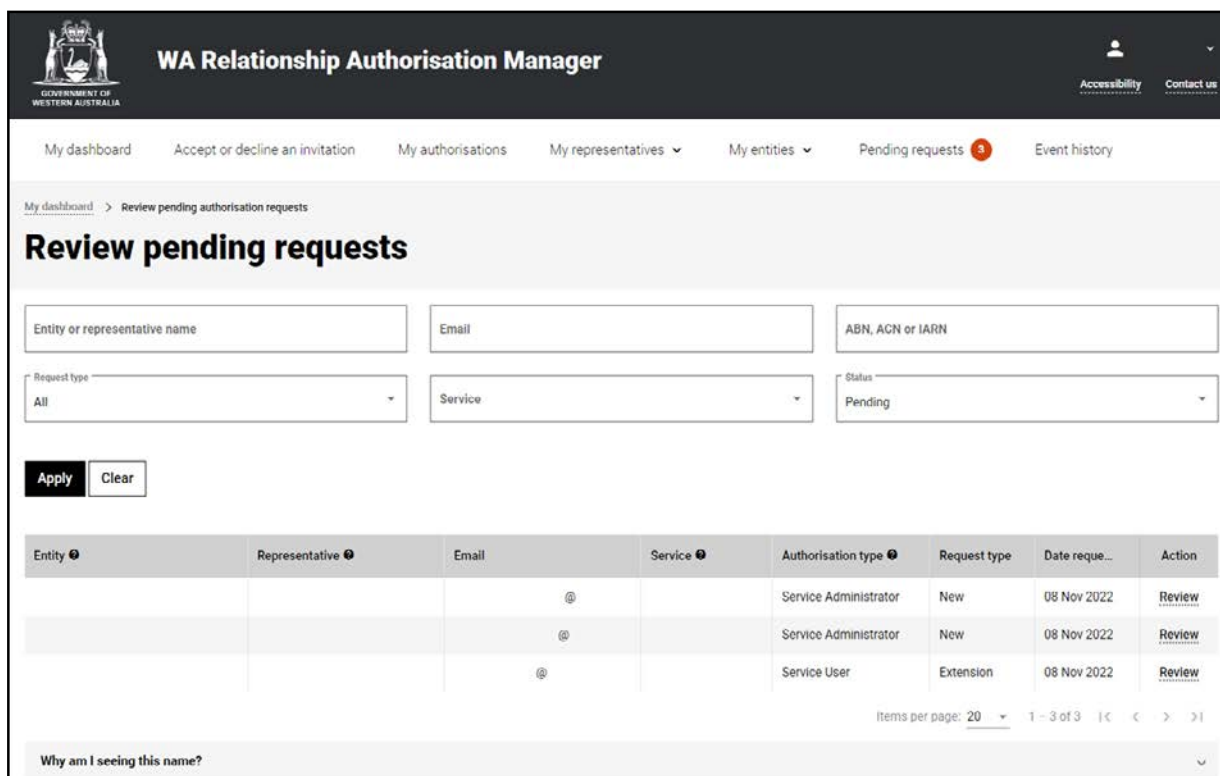 GOVERNMENT OF
WESTERN AUSTRALIA
WA Relationship Authorisation Manager
Accessibility Contact us
My dashboard Accept or decline an invitation My authorisations My representatives My entities Pending requests 3 Event history
My dashboard > Review pending authorisation requests
Review pending requests
Entity or representative name Email ABN, ACN or IARN
Request type Status
All Service Pending
Apply Clear
Entity Representative Email Service Authorisation type Request type Date reque... Action
@ Service Administrator New 08 Nov 2022 Review
@ Service Administrator New 08 Nov 2022 Review
@ Service User Extension 08 Nov 2022 Review
Items per page: 20 1 – 3 of 3
Why am I seeing this name?